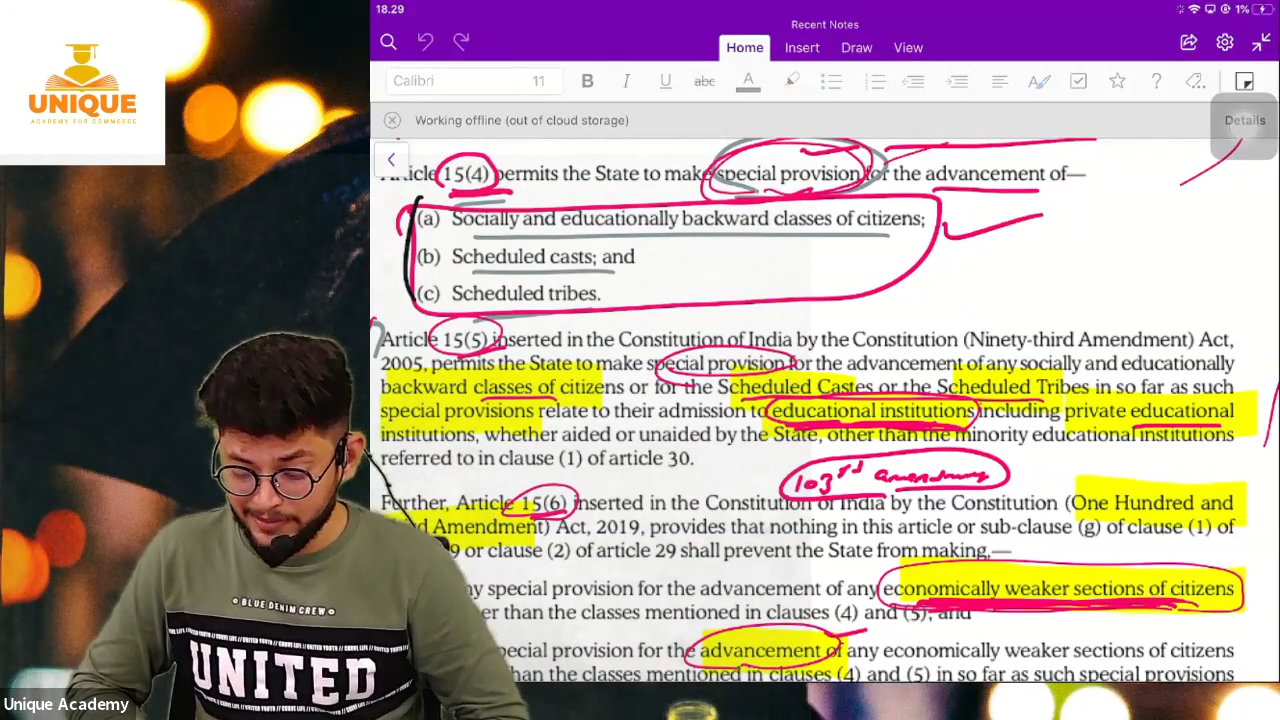 UNIQUE
ACADEMY FOR COMMERCE
18.29
1%
Recent Notes
Home Insert Draw View
Calibri 11 B I U abc A
Working offline (out of cloud storage) Details
Article 15(4) permits the State to make special provision for the advancement of—
(a) Socially and educationally backward classes of citizens;
(b) Scheduled casts; and
(c) Scheduled tribes.
Article 15(5) inserted in the Constitution of India by the Constitution (Ninety-third Amendment) Act,
2005, permits the State to make special provision for the advancement of any socially and educationally
backward classes of citizens or for the Scheduled Castes or the Scheduled Tribes in so far as such
special provisions relate to their admission to educational institutions including private educational
institutions, whether aided or unaided by the State, other than the minority educational institutions
referred to in clause (1) of article 30.
103rd amendment
Further, Article 15(6) inserted in the Constitution of India by the Constitution (One Hundred and
Amendment) Act, 2019, provides that nothing in this article or sub-clause (g) of clause (1) of
9 or clause (2) of article 29 shall prevent the State from making,—
ny special provision for the advancement of any economically weaker sections of citizens
er than the classes mentioned in clauses (4) and (5); and
special provision for the advancement of any economically weaker sections of citizens
han the classes mentioned in clauses (4) and (5) in so far as such special provisions
BLUE DENIM CREW
UNITED
Unique Academy